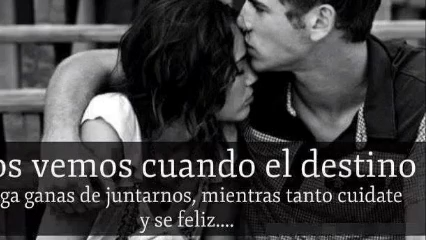 os vemos cuando el destino
ga ganas de juntarnos, mientras tanto cuidate
y se feliz....